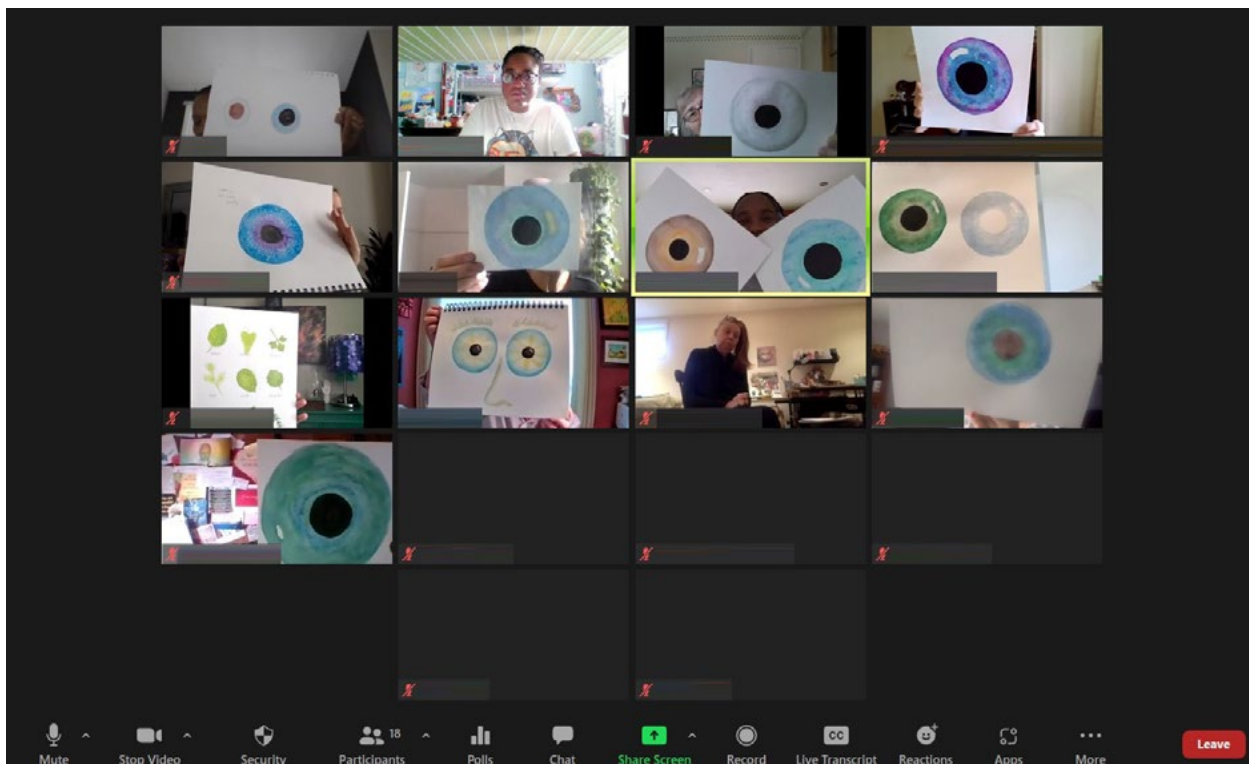 18
Mute
Stop Video
Security
Participants
Polls
Chat
Share Screen
Record
CC
Live Transcript
Reactions
Apps
More
Leave